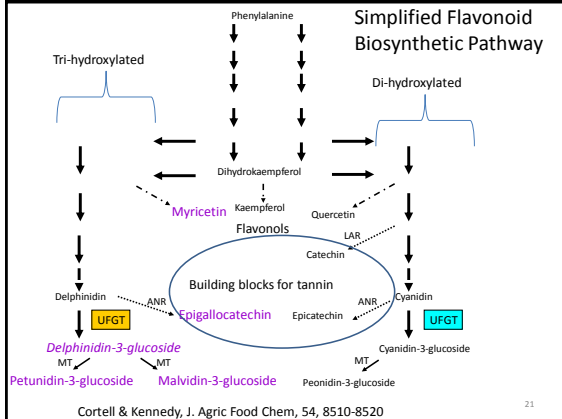 Phenylalanine
Simplified Flavonoid
Biosynthetic Pathway
Tri-hydroxylated
Di-hydroxylated
Dihydrokaempferol
Myricetin
Kaempferol
Quercetin
Flavonols
LAR
Catechin
Building blocks for tannin
Delphinidin
ANR
Epigallocatechin
Epicatechin
ANR
Cyanidin
UFGT
UFGT
Delphinidin-3-glucoside
Cyanidin-3-glucoside
MT
MT
MT
Petunidin-3-glucoside
Malvidin-3-glucoside
Peonidin-3-glucoside
Cortell & Kennedy, J. Agric Food Chem, 54, 8510-8520
21